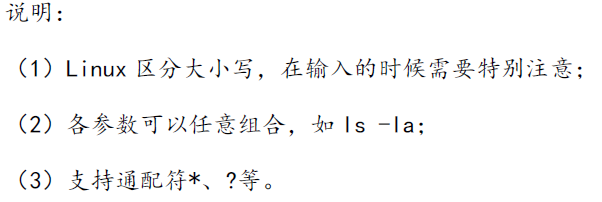 说明：
（1）Linux 区分大小写，在输入的时候需要特别注意；
（2）各参数可以任意组合，如 ls -la；
（3）支持通配符*、?等。